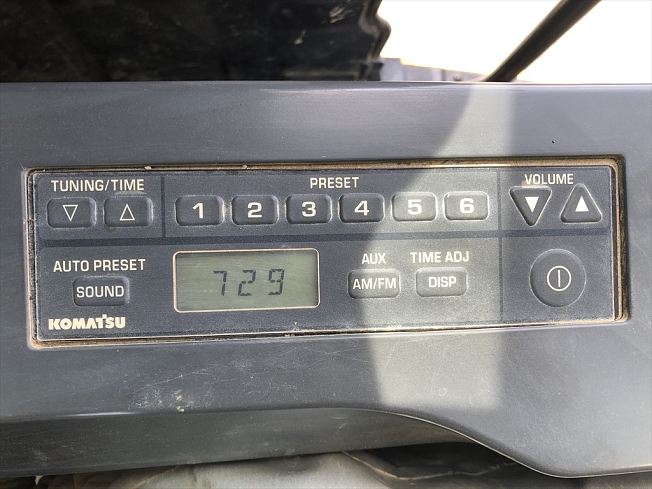 TUNING/TIME
▽ △
PRESET
1 2 3 4 5 6
VOLUME
▼ ▲
AUTO PRESET
SOUND
729
AUX
AM/FM
TIME ADJ
DISP
KOMATSU